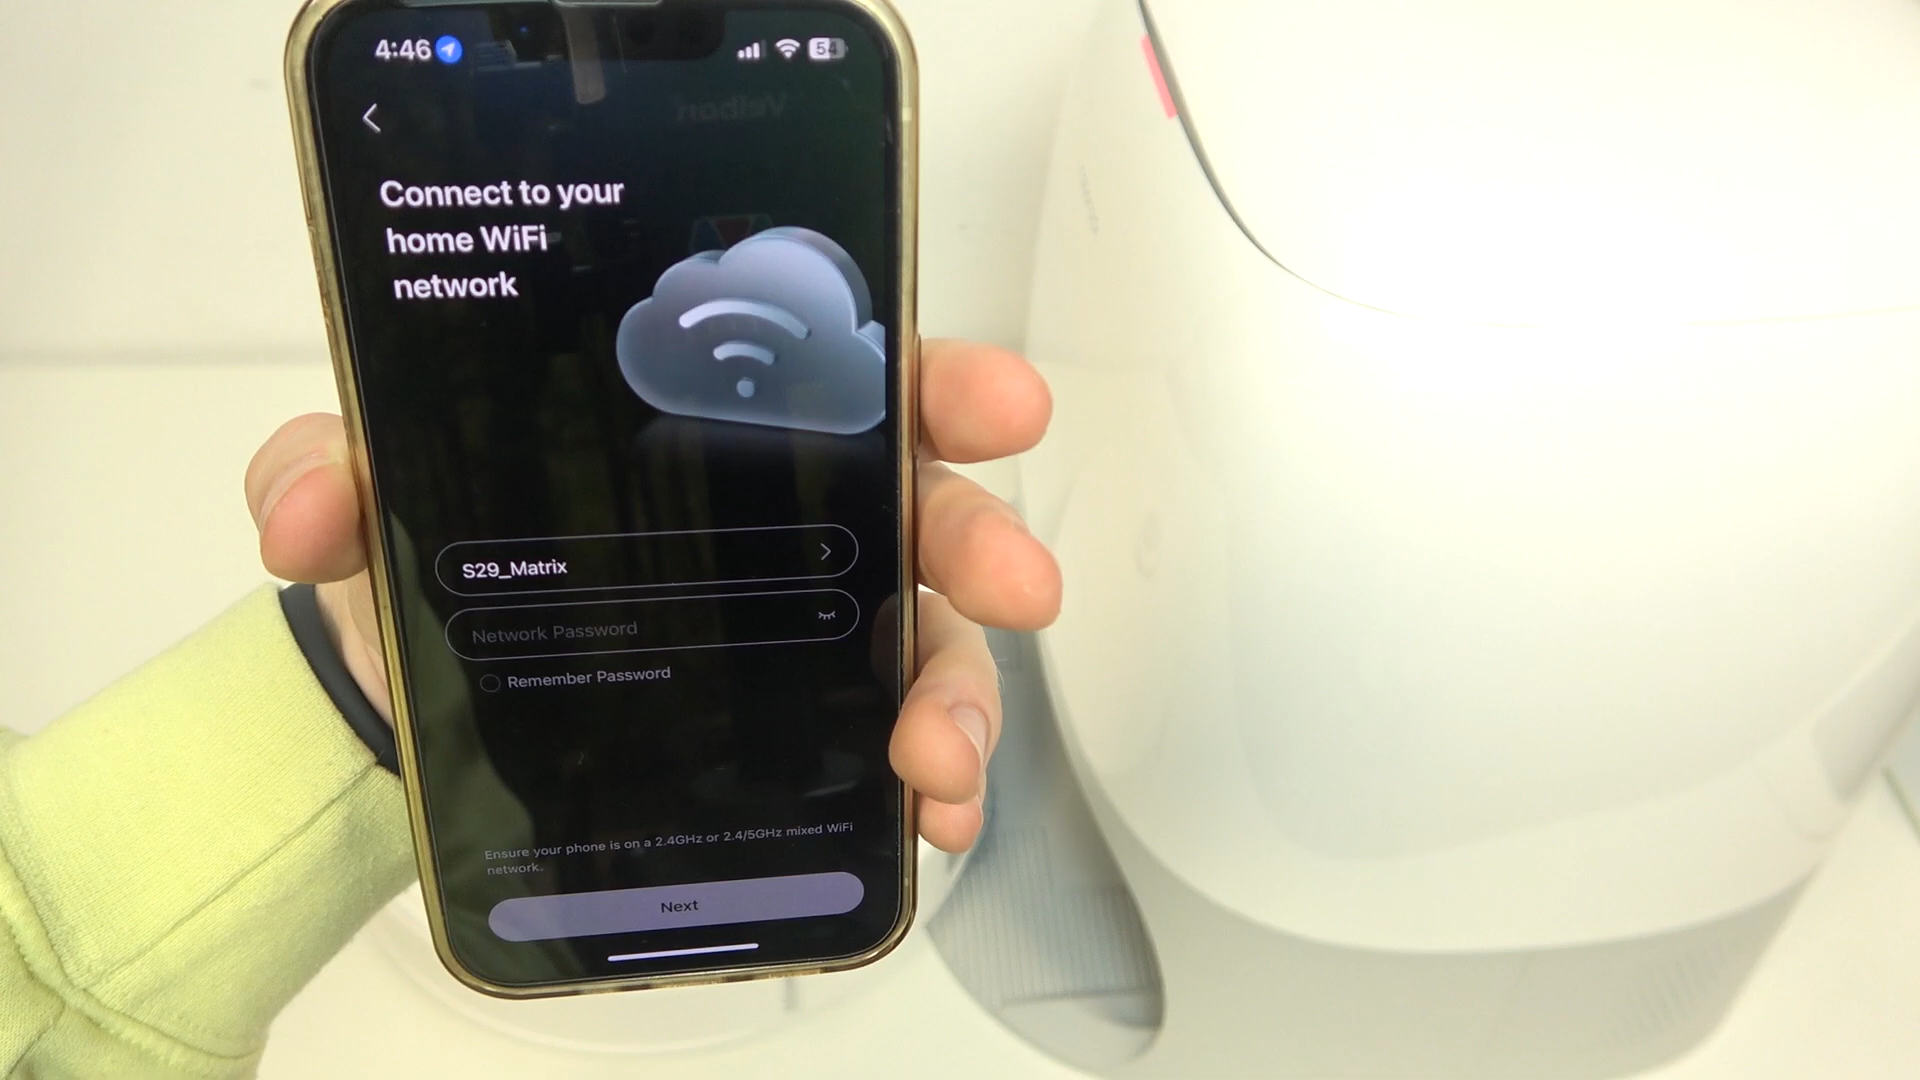 4:46
54
Connect to your
home WiFi
network
S29_Matrix
Network Password
Remember Password
Ensure your phone is on a 2.4GHz or 2.4/5GHz mixed WiFi
network.
Next